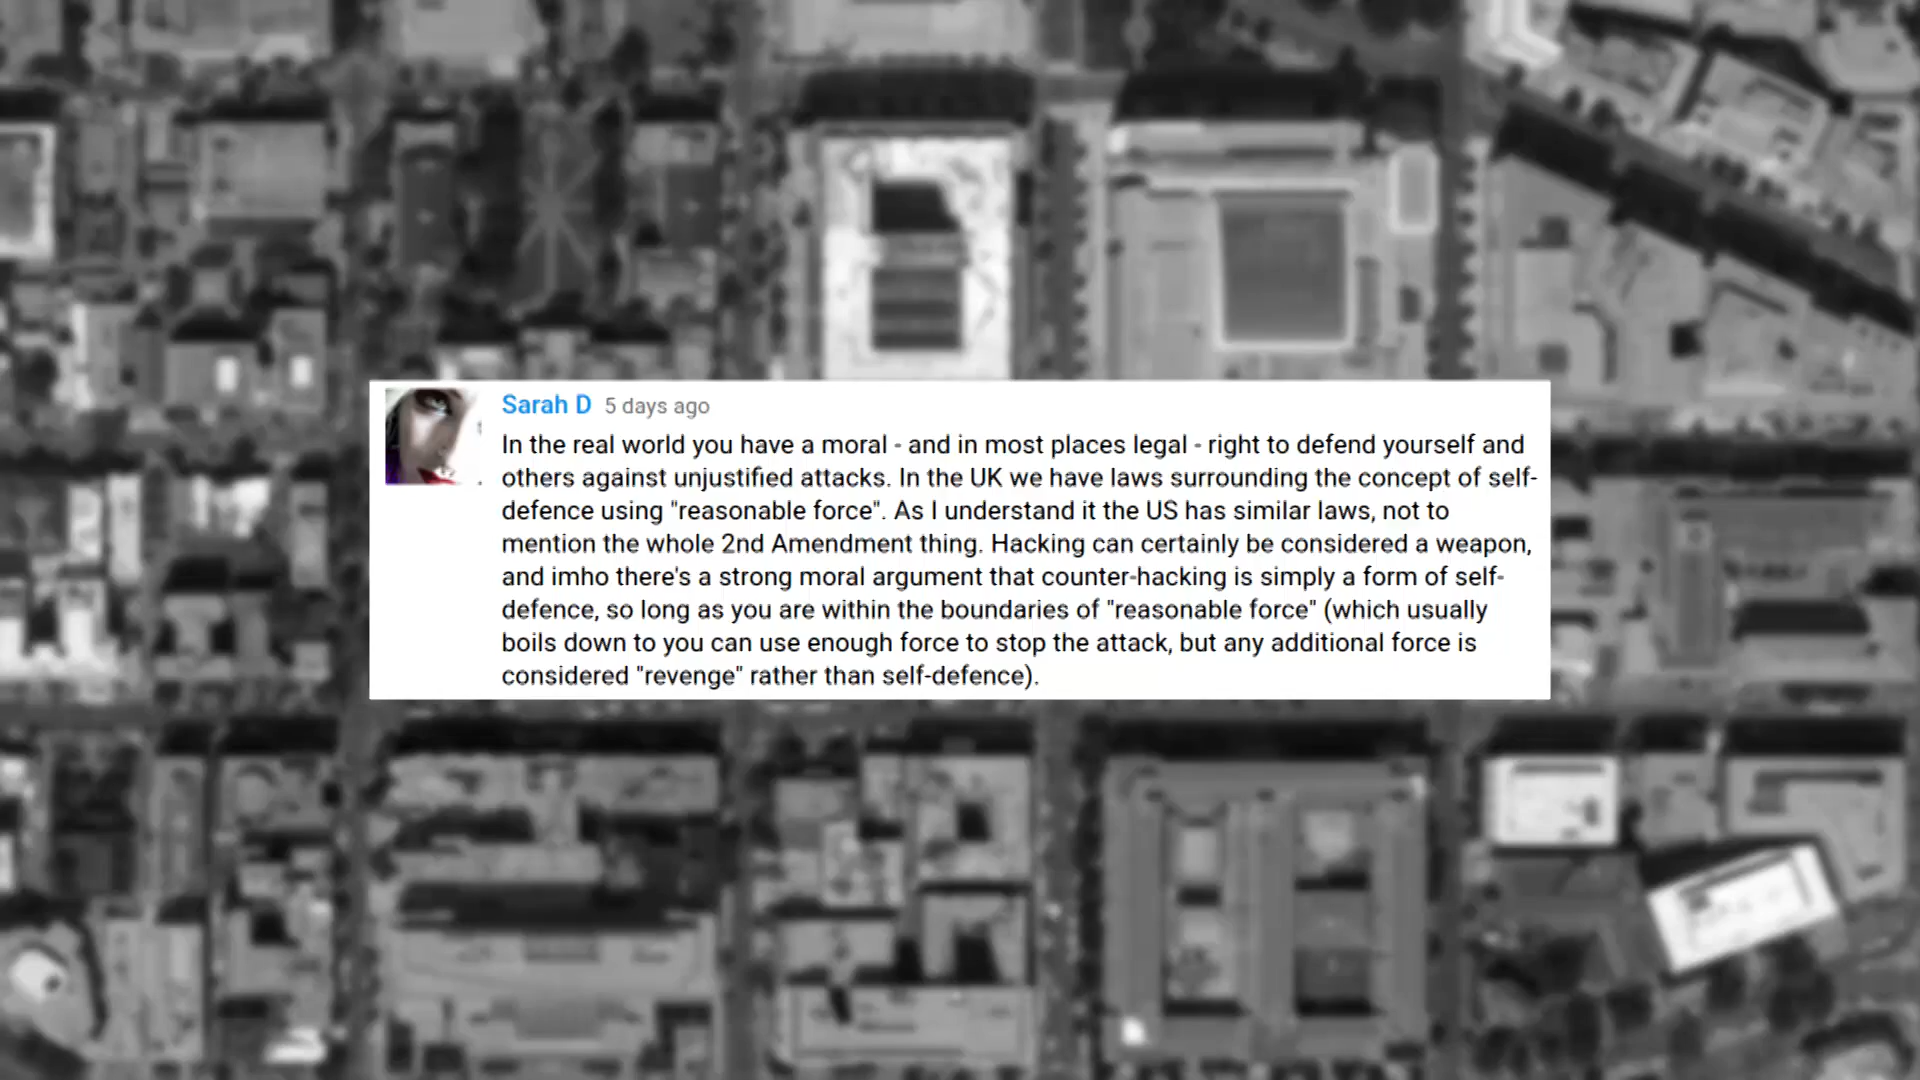 Sarah D 5 days ago
In the real world you have a moral - and in most places legal - right to defend yourself and
others against unjustified attacks. In the UK we have laws surrounding the concept of self-
defence using "reasonable force". As I understand it the US has similar laws, not to
mention the whole 2nd Amendment thing. Hacking can certainly be considered a weapon,
and imho there's a strong moral argument that counter-hacking is simply a form of self-
defence, so long as you are within the boundaries of "reasonable force" (which usually
boils down to you can use enough force to stop the attack, but any additional force is
considered "revenge" rather than self-defence).